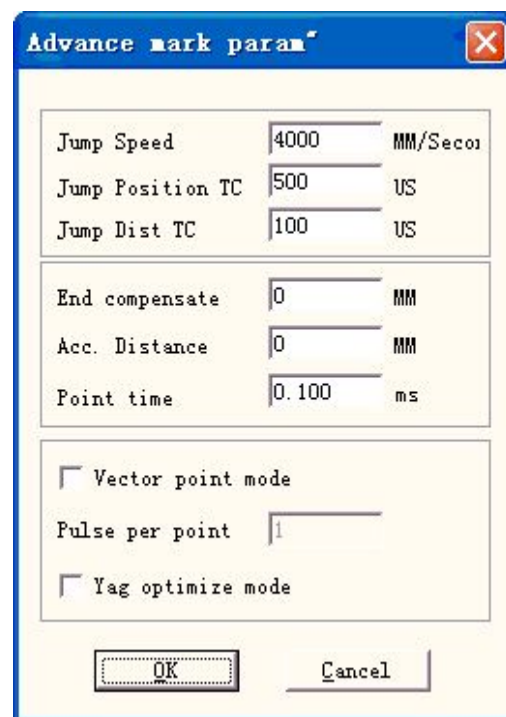 Advance mark param
Jump Speed 4000 MM/Secon
Jump Position TC 500 US
Jump Dist TC 100 US
End compensate 0 MM
Acc. Distance 0 MM
Point time 0.100 ms
Vector point mode
Pulse per point 1
Yag optimize mode
OK Cancel